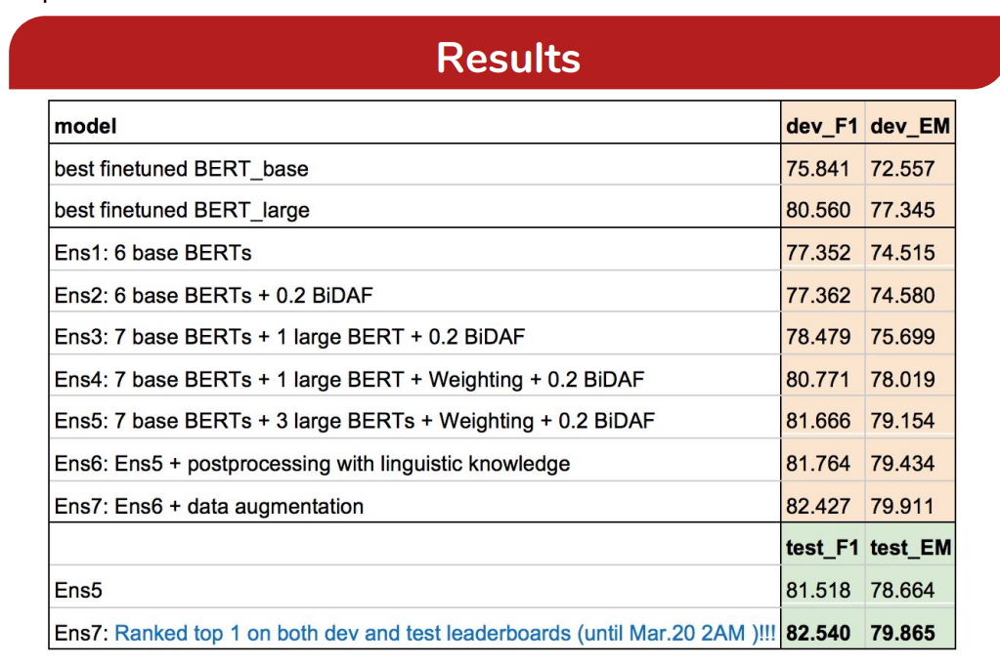 Results
model dev_F1 dev_EM
best finetuned BERT_base 75.841 72.557
best finetuned BERT_large 80.560 77.345
Ens1: 6 base BERTs 77.352 74.515
Ens2: 6 base BERTs + 0.2 BiDAF 77.362 74.580
Ens3: 7 base BERTs + 1 large BERT + 0.2 BiDAF 78.479 75.699
Ens4: 7 base BERTs + 1 large BERT + Weighting + 0.2 BiDAF 80.771 78.019
Ens5: 7 base BERTs + 3 large BERTs + Weighting + 0.2 BiDAF 81.666 79.154
Ens6: Ens5 + postprocessing with linguistic knowledge 81.764 79.434
Ens7: Ens6 + data augmentation 82.427 79.911
test_F1 test_EM
Ens5 81.518 78.664
Ens7: Ranked top 1 on both dev and test leaderboards (until Mar.20 2AM )!!! 82.540 79.865